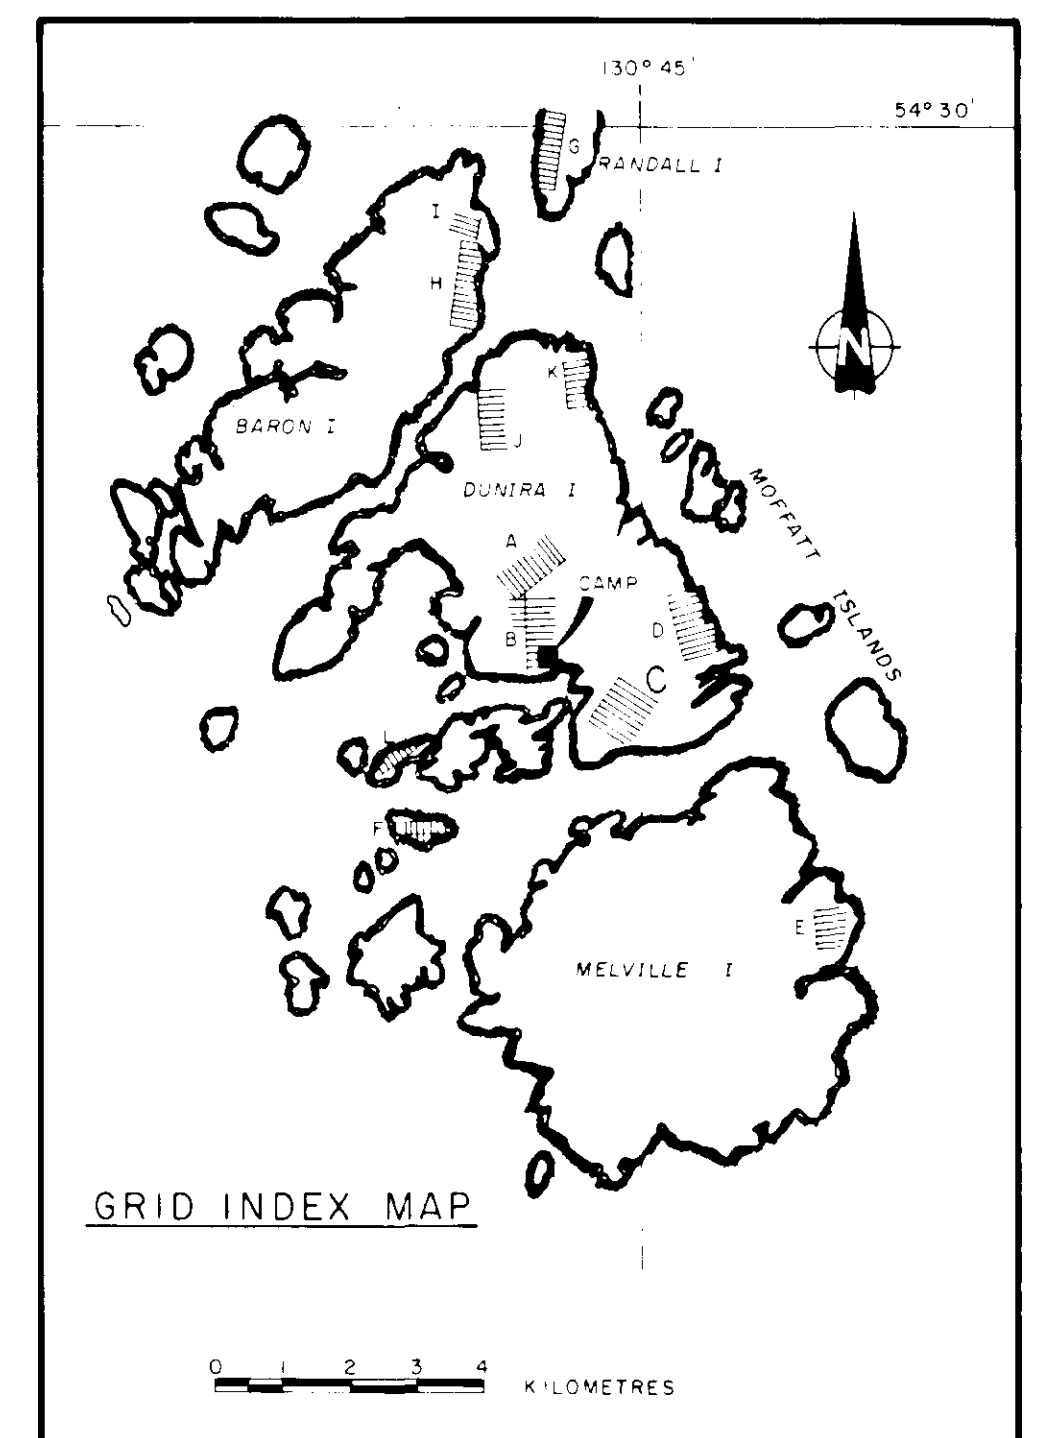 130° 45'
54° 30'
G
RANDALL I
I
H
N
K
BARON I
J
DUNIRA I
MOFFATT ISLANDS
A
CAMP
B
D
C
L
F
E
MELVILLE I
GRID INDEX MAP
0 1 2 3 4
KILOMETRES